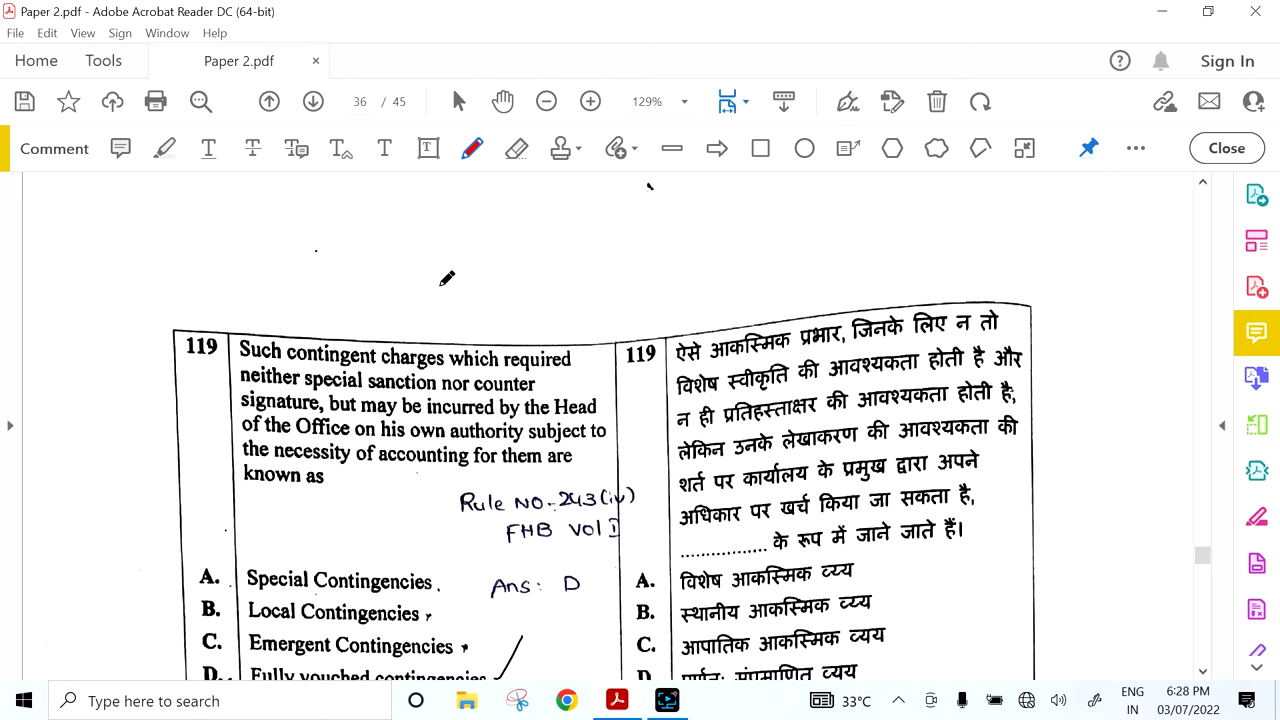 Paper 2.pdf - Adobe Acrobat Reader DC (64-bit)
File Edit View Sign Window Help
Home Tools Paper 2.pdf × Sign In
36 / 45 129%
Comment Close
119 Such contingent charges which required
neither special sanction nor counter
signature, but may be incurred by the Head
of the Office on his own authority subject to
the necessity of accounting for them are
known as
Rule NO. 243(iv)
FHB Vol I
A. Special Contingencies.
Ans: D
B. Local Contingencies
C. Emergent Contingencies
D. Fully vouched contingencies
119 ऐसे आकस्मिक प्रभार, जिनके लिए न तो
विशेष स्वीकृति की आवश्यकता होती है और
न ही प्रतिहस्ताक्षर की आवश्यकता होती है;
लेकिन उनके लेखाकरण की आवश्यकता की
शर्त पर कार्यालय के प्रमुख द्वारा अपने
अधिकार पर खर्च किया जा सकता है,
................ के रूप में जाने जाते हैं।
A. विशेष आकस्मिक व्य्य
B. स्थानीय आकस्मिक व्य्य
C. आपातिक आकस्मिक व्यय
D. पूर्णतः संप्रमाणित व्यय
Type here to search
33°C ENG 6:28 PM
IN 03/07/2022